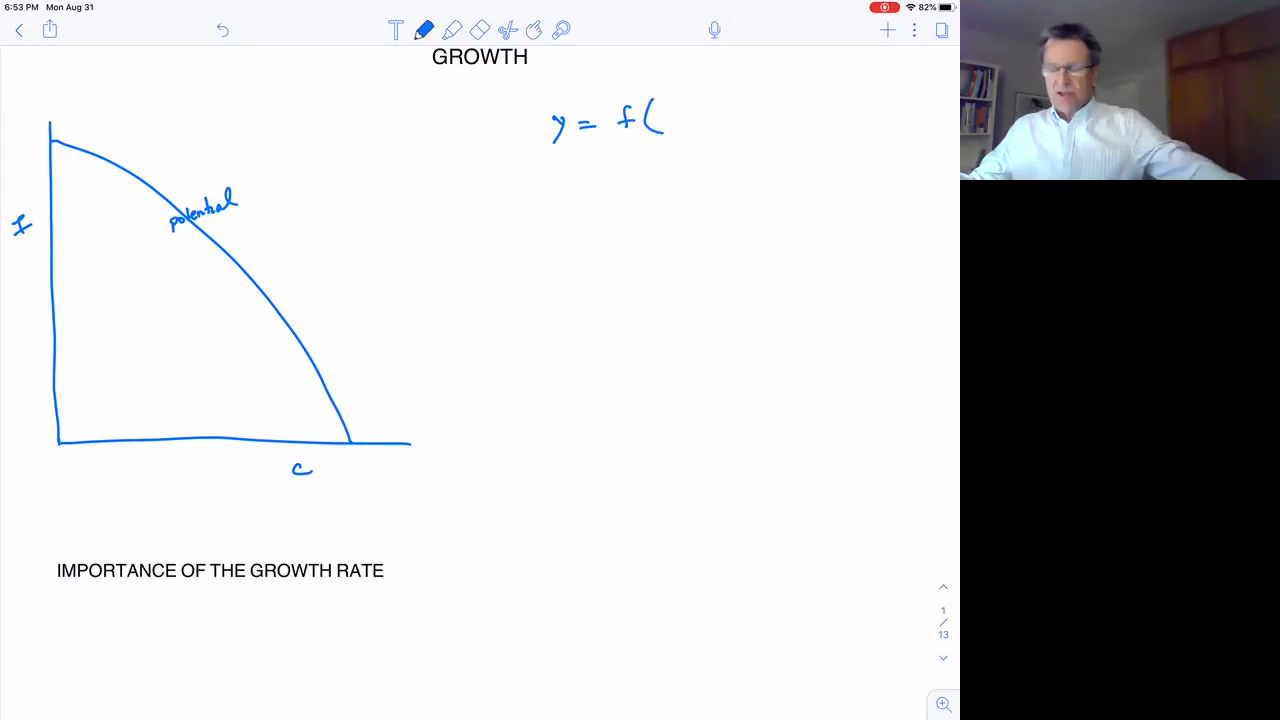 6:53 PM Mon Aug 31
82%
GROWTH
y = f(
potential
I
C
IMPORTANCE OF THE GROWTH RATE
1
/
13